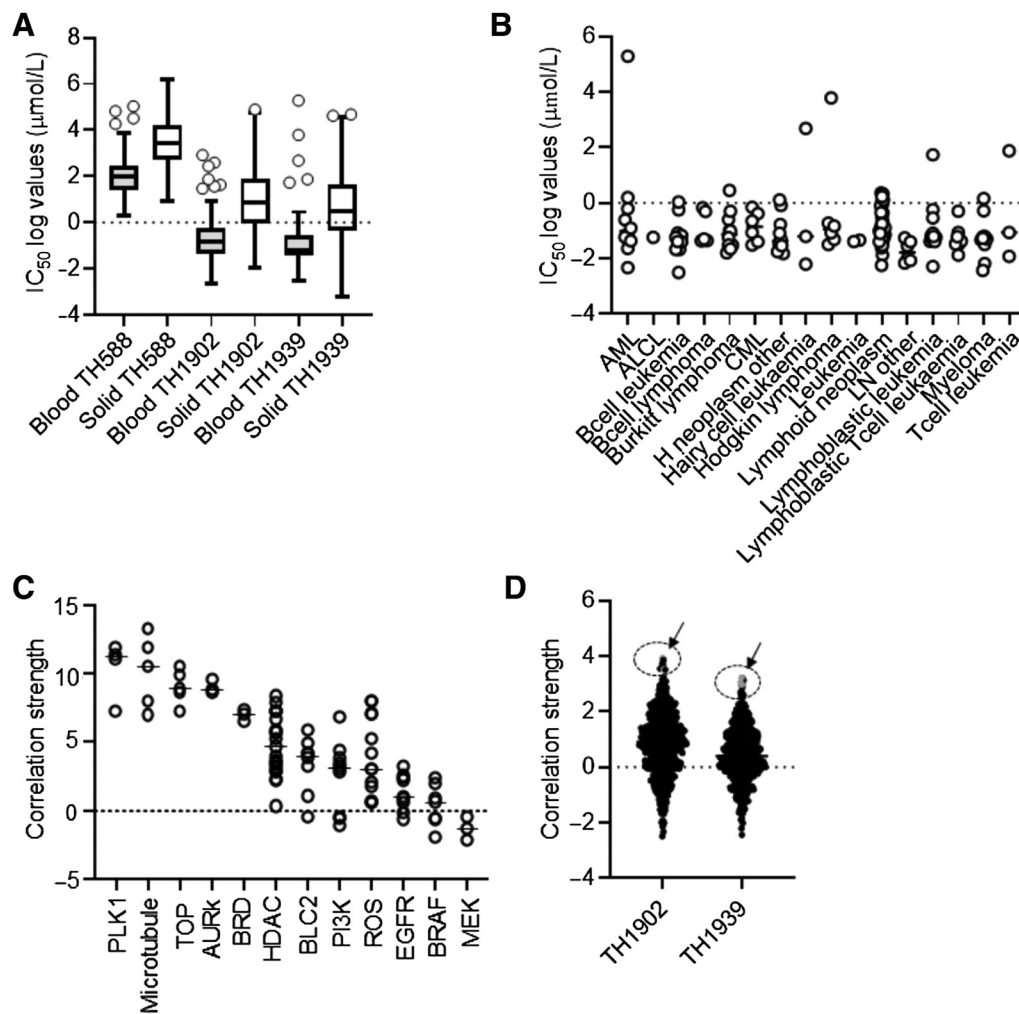 A
IC50 log values (μmol/L)
8
6
4
2
0
−2
−4
Blood TH588
Solid TH588
Blood TH1902
Solid TH1902
Blood TH1939
Solid TH1939
B
IC50 log values (μmol/L)
6
4
2
0
−2
−4
AML
ALCL
Bcell leukemia
Bcell lymphoma
Burkitt lymphoma
CML
H neoplasm other
Hairy cell leukaemia
Hodgkin lymphoma
Leukemia
Lymphoid neoplasm
LN other
Lymphoblastic leukemia
Lymphoblastic Tcell leukaemia
Myeloma
Tcell leukemia
C
Correlation strength
15
10
5
0
−5
PLK1
Microtubule
TOP
AURk
BRD
HDAC
BLC2
PI3K
ROS
EGFR
BRAF
MEK
D
Correlation strength
6
4
2
0
−2
−4
TH1902
TH1939